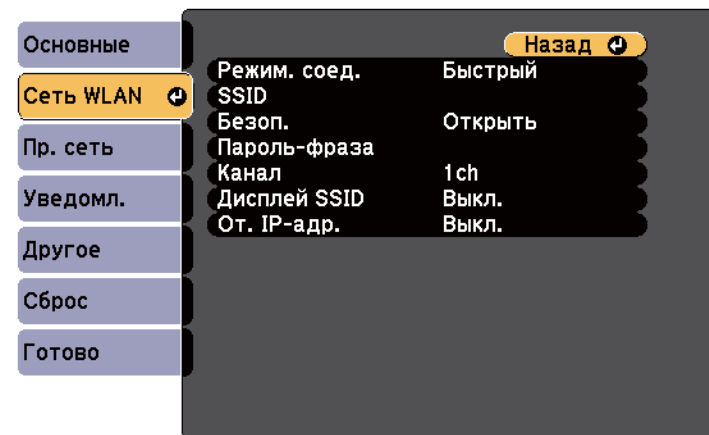 Основные
Сеть WLAN
Пр. сеть
Уведомл.
Другое
Сброс
Готово
Назад
Режим. соед. Быстрый
SSID
Безоп. Открыть
Пароль-фраза
Канал 1ch
Дисплей SSID Выкл.
От. IP-адр. Выкл.